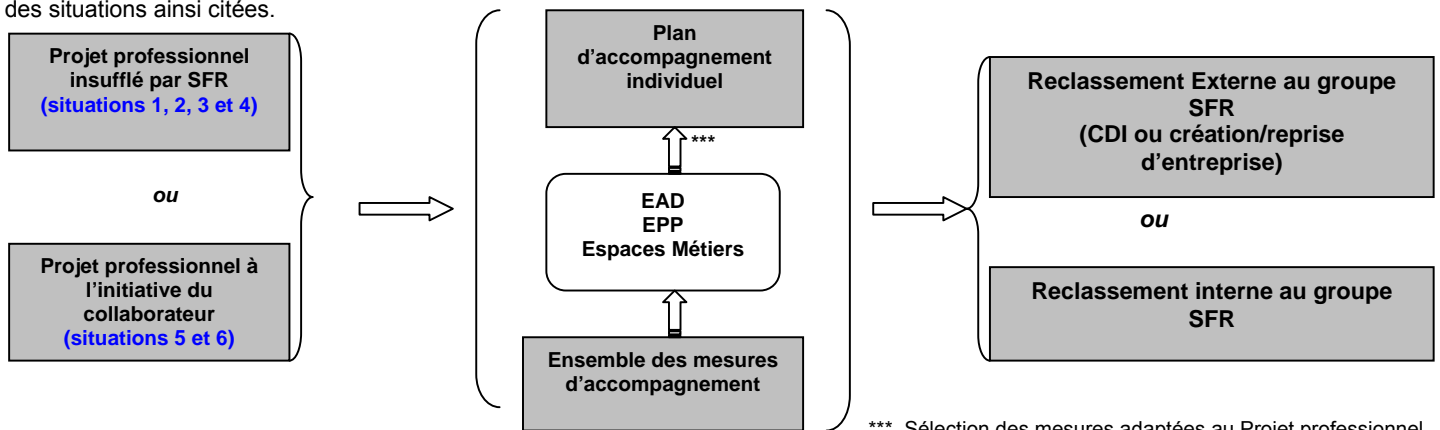 des situations ainsi citées.
Projet professionnel
insufflé par SFR
(situations 1, 2, 3 et 4)
ou
Projet professionnel à
l'initiative du
collaborateur
(situations 5 et 6)
Plan
d'accompagnement
individuel
***
EAD
EPP
Espaces Métiers
Ensemble des mesures
d'accompagnement
Reclassement Externe au groupe
SFR
(CDI ou création/reprise
d'entreprise)
ou
Reclassement interne au groupe
SFR
*** Sélection des mesures adaptées au Projet professionnel